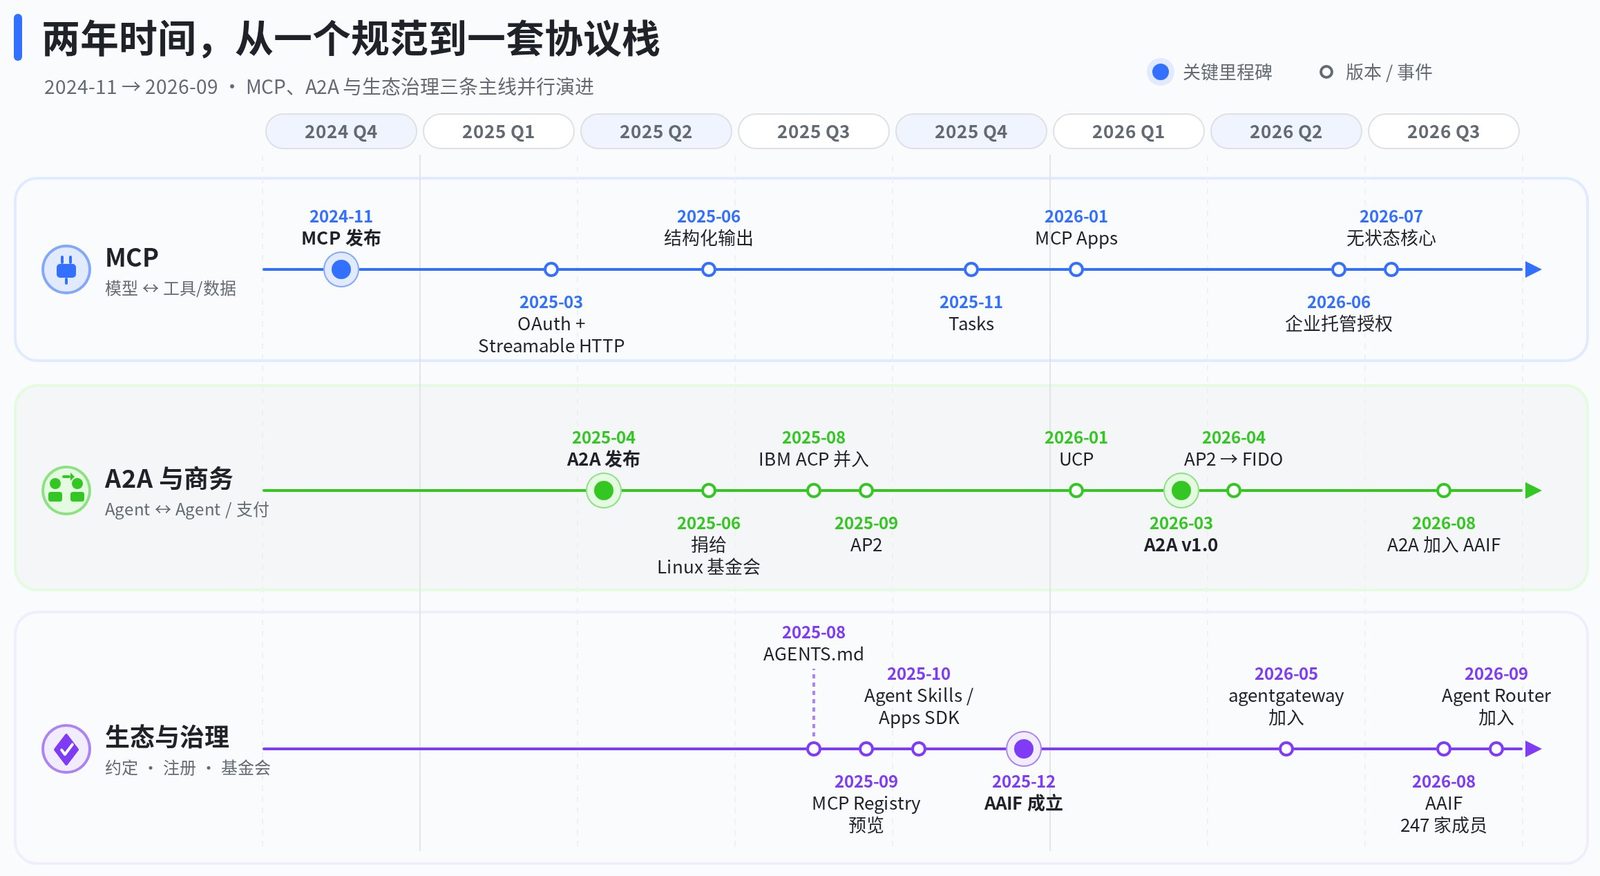 两年时间，从一个规范到一套协议栈
2024-11 → 2026-09 · MCP、A2A 与生态治理三条主线并行演进
关键里程碑
版本 / 事件
2024 Q4
2025 Q1
2025 Q2
2025 Q3
2025 Q4
2026 Q1
2026 Q2
2026 Q3
MCP
模型 ↔ 工具/数据
2024-11
MCP 发布
2025-03
OAuth +
Streamable HTTP
2025-06
结构化输出
2025-11
Tasks
2026-01
MCP Apps
2026-06
企业托管授权
2026-07
无状态核心
A2A 与商务
Agent ↔ Agent / 支付
2025-04
A2A 发布
2025-06
捐给
Linux 基金会
2025-08
IBM ACP 并入
2025-09
AP2
2026-01
UCP
2026-03
A2A v1.0
2026-04
AP2 → FIDO
2026-08
A2A 加入 AAIF
生态与治理
约定 · 注册 · 基金会
2025-08
AGENTS.md
2025-09
MCP Registry
预览
2025-10
Agent Skills /
Apps SDK
2025-12
AAIF 成立
2026-05
agentgateway
加入
2026-08
AAIF
247 家成员
2026-09
Agent Router
加入